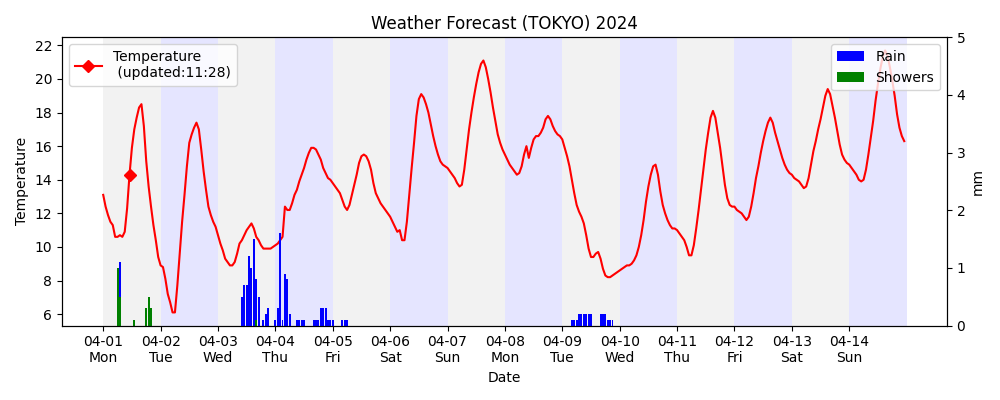 Weather Forecast (TOKYO) 2024
Temperature
(updated:11:28)
Rain
Showers
22
20
18
16
14
12
10
8
6
Temperature
5
4
3
2
1
0
mm
04-01 04-02 04-03 04-04 04-05 04-06 04-07 04-08 04-09 04-10 04-11 04-12 04-13 04-14
Mon Tue Wed Thu Fri Sat Sun Mon Tue Wed Thu Fri Sat Sun
Date